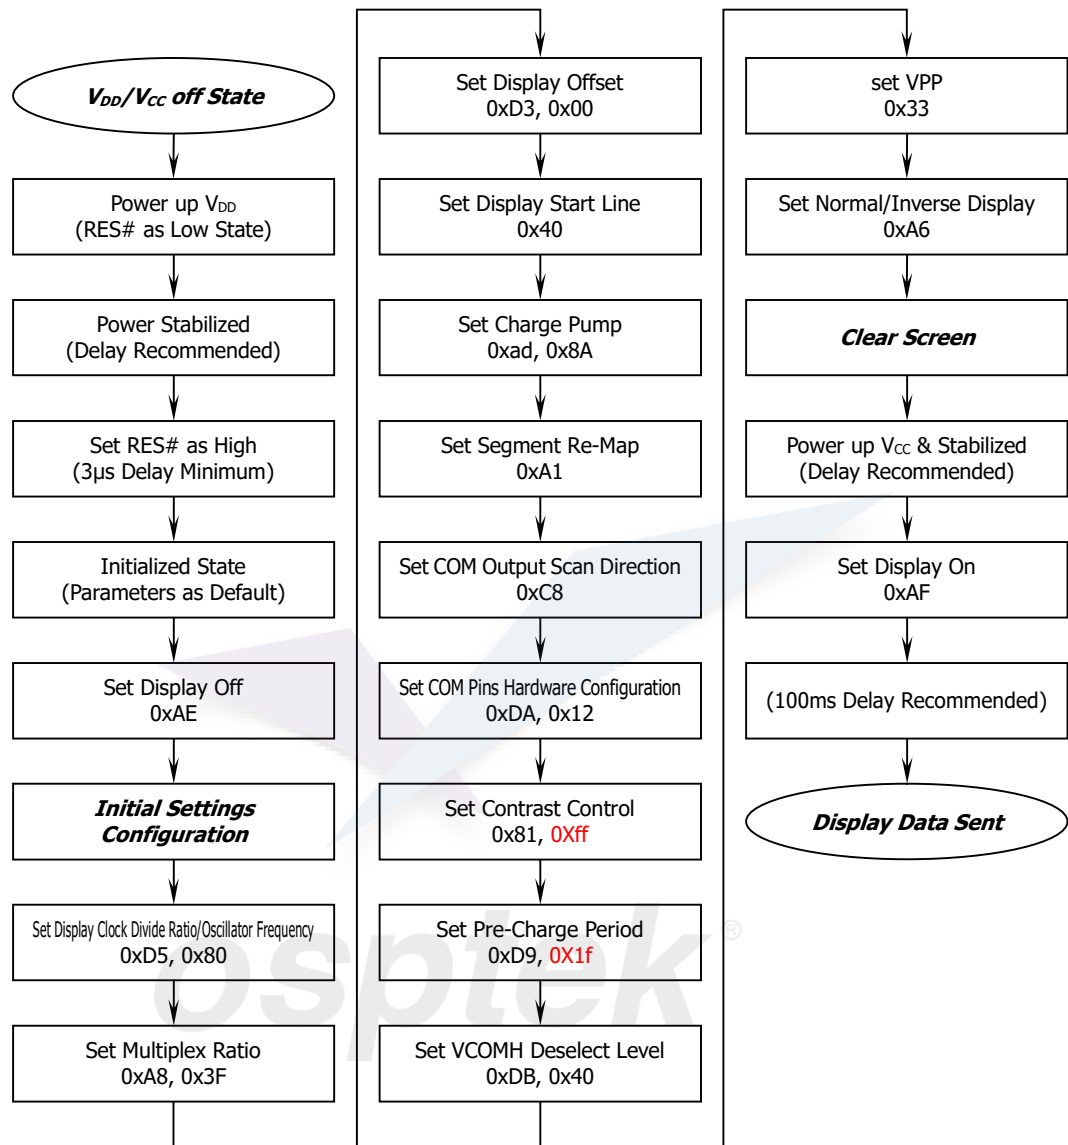 V_DD/V_CC off State
Power up V_DD
(RES# as Low State)
Power Stabilized
(Delay Recommended)
Set RES# as High
(3μs Delay Minimum)
Initialized State
(Parameters as Default)
Set Display Off
0xAE
Initial Settings
Configuration
Set Display Clock Divide Ratio/Oscillator Frequency
0xD5, 0x80
Set Multiplex Ratio
0xA8, 0x3F
Set Display Offset
0xD3, 0x00
Set Display Start Line
0x40
Set Charge Pump
0xad, 0x8A
Set Segment Re-Map
0xA1
Set COM Output Scan Direction
0xC8
Set COM Pins Hardware Configuration
0xDA, 0x12
Set Contrast Control
0x81, 0Xff
Set Pre-Charge Period
0xD9, 0X1f
Set VCOMH Deselect Level
0xDB, 0x40
set VPP
0x33
Set Normal/Inverse Display
0xA6
Clear Screen
Power up V_CC & Stabilized
(Delay Recommended)
Set Display On
0xAF
(100ms Delay Recommended)
Display Data Sent
osptek®